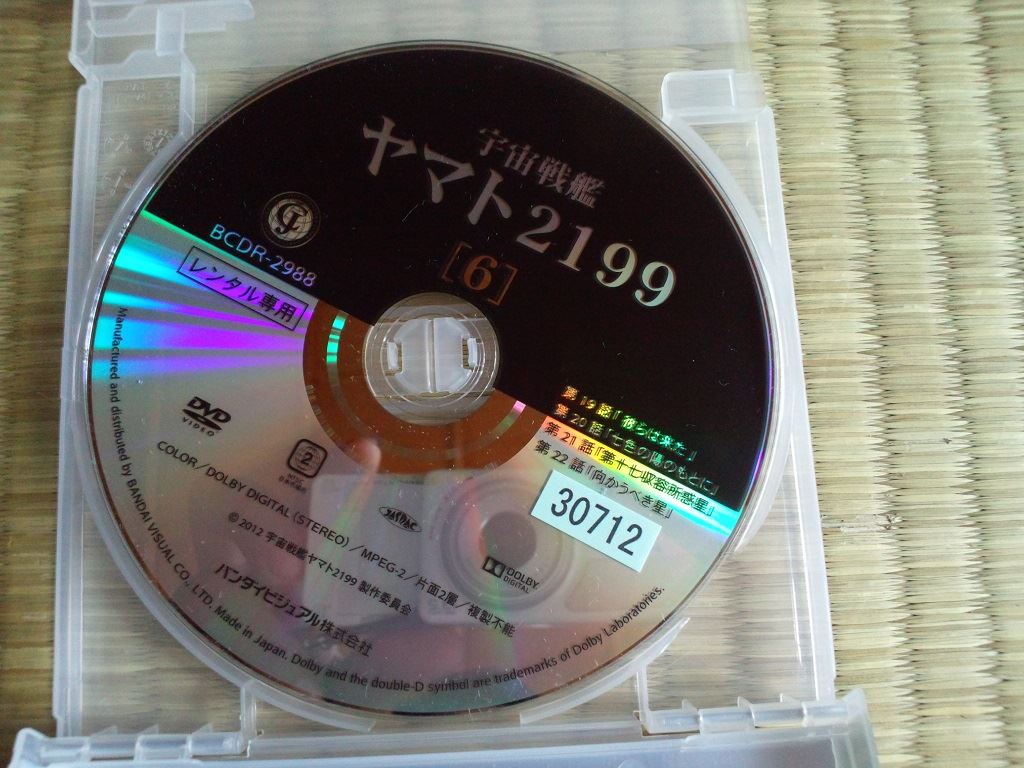 宇宙戦艦
ヤマト2199
[6]
BCDR-2988
レンタル専用
第19話「彼らは来た」
第20話「七色の陽のもとに」
第21話「第十七収容所惑星」
第22話「向かうべき星」
30712
DVD
VIDEO
2
NTSC
日本市場向
COLOR/DOLBY DIGITAL (STEREO)/MPEG-2/片面2層/複製不能
DOLBY
DIGITAL
© 2012 宇宙戦艦ヤマト2199 製作委員会
バンダイビジュアル株式会社
Manufactured and distributed by BANDAI VISUAL CO., LTD. Made in Japan. Dolby and the double-D symbol are trademarks of Dolby Laboratories.